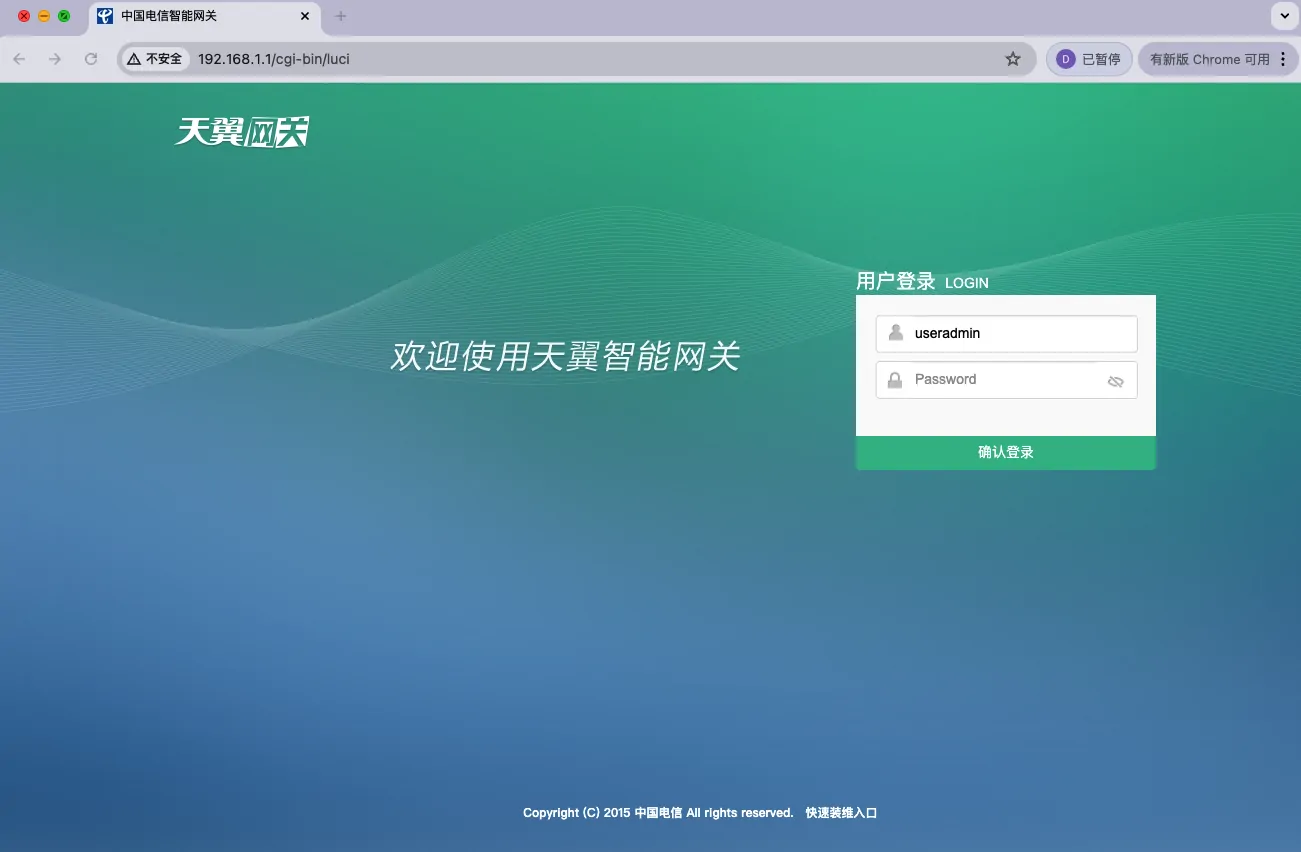 中国电信智能网关
不安全 192.168.1.1/cgi-bin/luci D 已暂停 有新版 Chrome 可用
天翼网关
用户登录 LOGIN
useradmin
欢迎使用天翼智能网关
Password
确认登录
Copyright (C) 2015 中国电信 All rights reserved. 快速装维入口